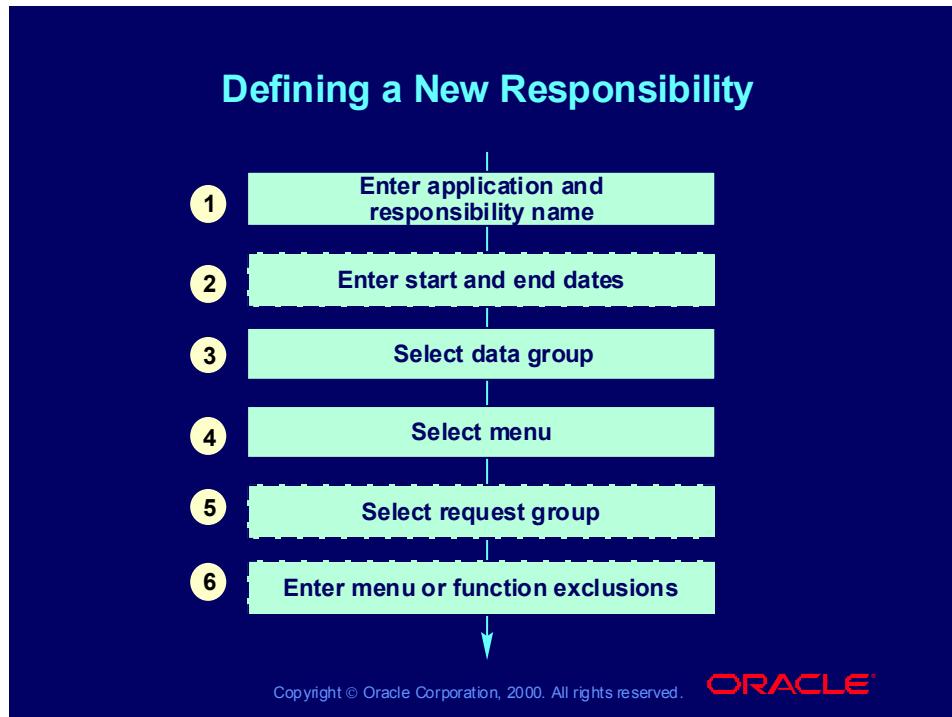 Defining a New Responsibility
1
Enter application and
responsibility name
2
Enter start and end dates
3
Select data group
4
Select menu
5
Select request group
6
Enter menu or function exclusions
Copyright © Oracle Corporation, 2000. All rights reserved.
ORACLE®